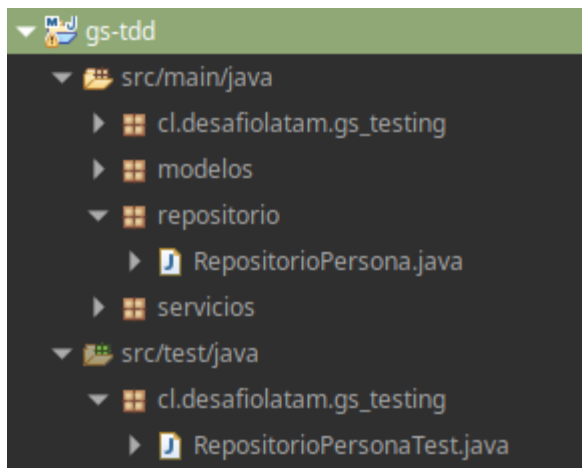 gs-tdd
src/main/java
cl.desafiolatam.gs_testing
modelos
repositorio
RepositorioPersona.java
servicios
src/test/java
cl.desafiolatam.gs_testing
RepositorioPersonaTest.java